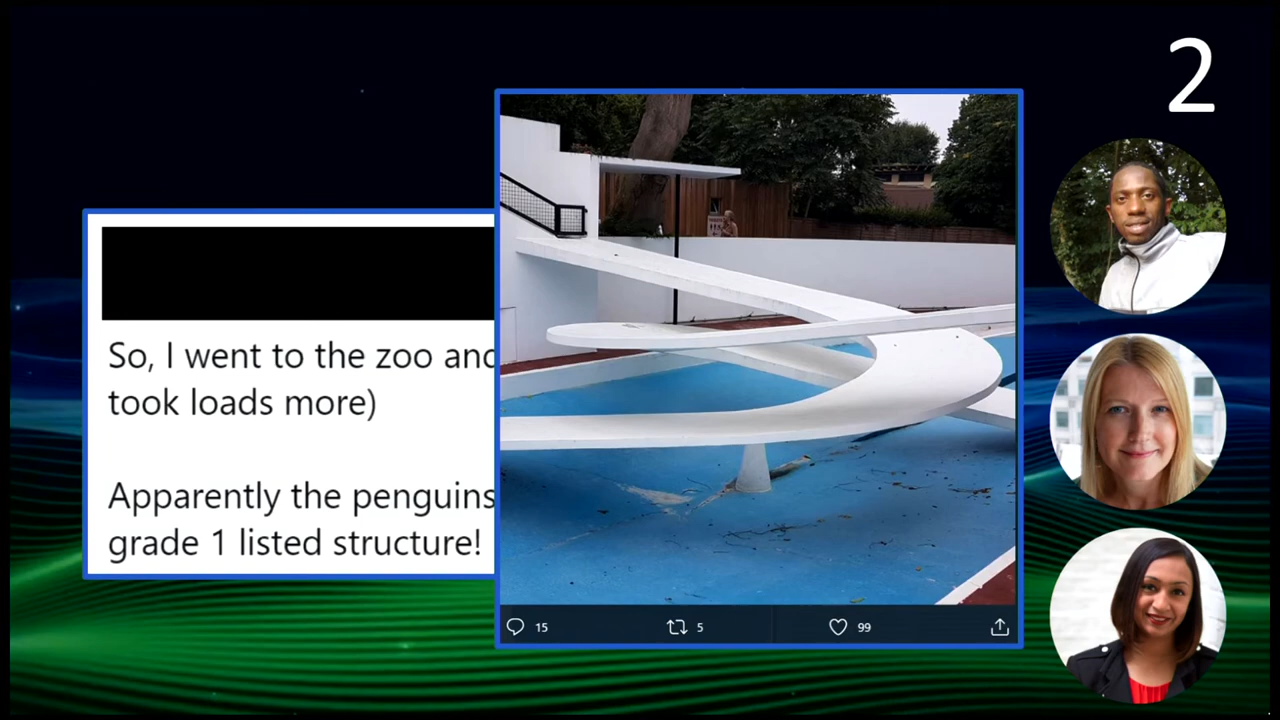 2
So, I went to the zoo and
took loads more)
Apparently the penguins
grade 1 listed structure!
15
5
99